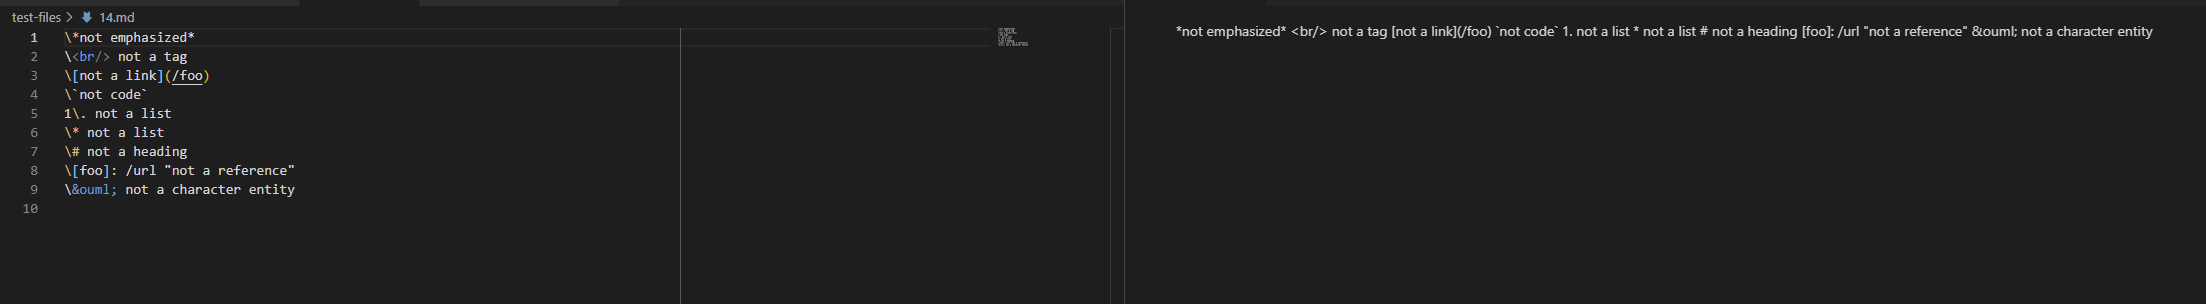 test-files > 14.md
1 \*not emphasized*
2 \<br/> not a tag
3 \[not a link](/foo)
4 \`not code`
5 1\. not a list
6 \* not a list
7 \# not a heading
8 \[foo]: /url "not a reference"
9 \&ouml; not a character entity
10
*not emphasized* <br/> not a tag [not a link](/foo) `not code` 1. not a list * not a list # not a heading [foo]: /url "not a reference" &ouml; not a character entity